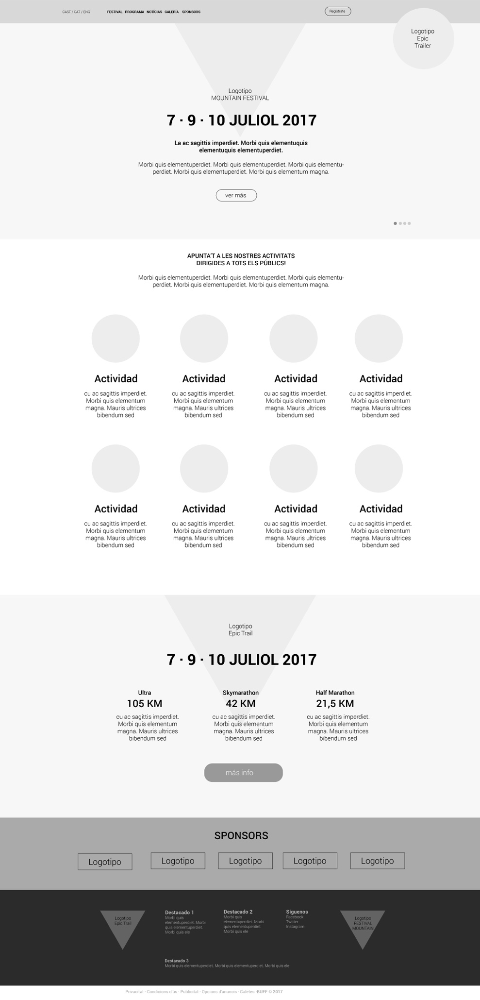 CAST / CAT / ENG
FESTIVAL PROGRAMA NOTÍCIAS GALERÍA SPONSORS
Regístrate
Logotipo
Epic
Trailer
Logotipo
MOUNTAIN FESTIVAL
7 · 9 · 10 JULIOL 2017
La ac sagittis imperdiet. Morbi quis elementuquis
elementuquis elementuperdiet.
Morbi quis elementuperdiet. Morbi quis elementuperdiet. Morbi quis elementu-
perdiet. Morbi quis elementuperdiet. Morbi quis elementum magna.
ver más
APUNTA'T A LES NOSTRES ACTIVITATS
DIRIGIDES A TOTS ELS PÚBLICS!
Morbi quis elementuperdiet. Morbi quis elementuperdiet. Morbi quis elementu-
perdiet. Morbi quis elementuperdiet. Morbi quis elementum magna.
Actividad
cu ac sagittis imperdiet.
Morbi quis elementum
magna. Mauris ultrices
bibendum sed
Actividad
cu ac sagittis imperdiet.
Morbi quis elementum
magna. Mauris ultrices
bibendum sed
Actividad
cu ac sagittis imperdiet.
Morbi quis elementum
magna. Mauris ultrices
bibendum sed
Actividad
cu ac sagittis imperdiet.
Morbi quis elementum
magna. Mauris ultrices
bibendum sed
Actividad
cu ac sagittis imperdiet.
Morbi quis elementum
magna. Mauris ultrices
bibendum sed
Actividad
cu ac sagittis imperdiet.
Morbi quis elementum
magna. Mauris ultrices
bibendum sed
Actividad
cu ac sagittis imperdiet.
Morbi quis elementum
magna. Mauris ultrices
bibendum sed
Actividad
cu ac sagittis imperdiet.
Morbi quis elementum
magna. Mauris ultrices
bibendum sed
Logotipo
Epic Trail
7 · 9 · 10 JULIOL 2017
Ultra
105 KM
cu ac sagittis imperdiet.
Morbi quis elementum
magna. Mauris ultrices
bibendum sed
Skymarathon
42 KM
cu ac sagittis imperdiet.
Morbi quis elementum
magna. Mauris ultrices
bibendum sed
Half Marathon
21,5 KM
cu ac sagittis imperdiet.
Morbi quis elementum
magna. Mauris ultrices
bibendum sed
más info
SPONSORS
Logotipo
Logotipo
Logotipo
Logotipo
Logotipo
Logotipo
Epic Trail
Destacado 1
Morbi quis
elementuperdiet. Morbi
quis elementuperdiet.
Morbi quis ele
Destacado 2
Morbi quis
elementuperdiet. Morbi
quis elementuperdiet.
Morbi quis ele
Síguenos
Facebook
Twitter
Instagram
Logotipo
FESTIVAL
MOUNTAIN
Destacado 3
Morbi quis elementuperdiet. Morbi quis elementuperdiet. Morbi quis ele
Privacitat · Condicions d'ús · Publicitat · Opcions d'anuncis · Galetes ·BUFF © 2017